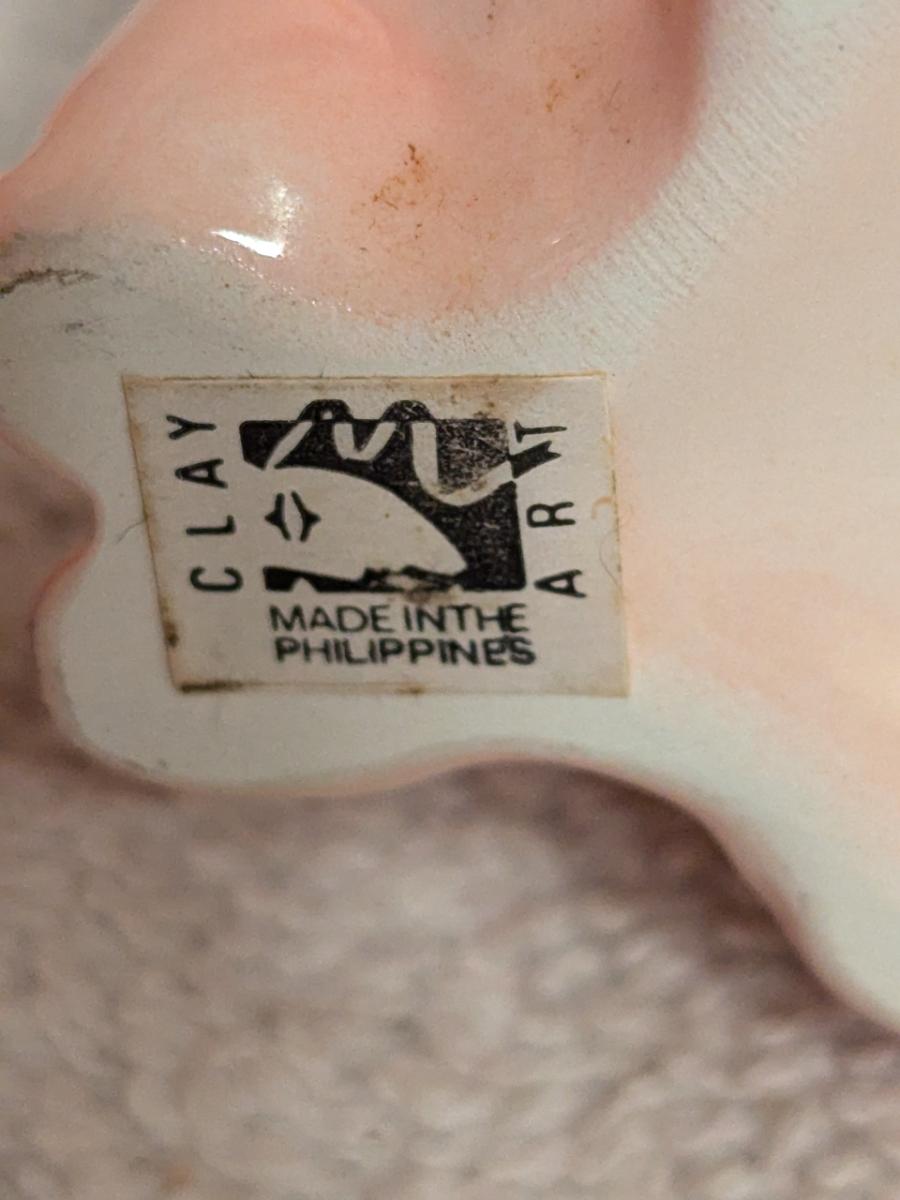 CLAY
ART
MADE IN THE
PHILIPPINES